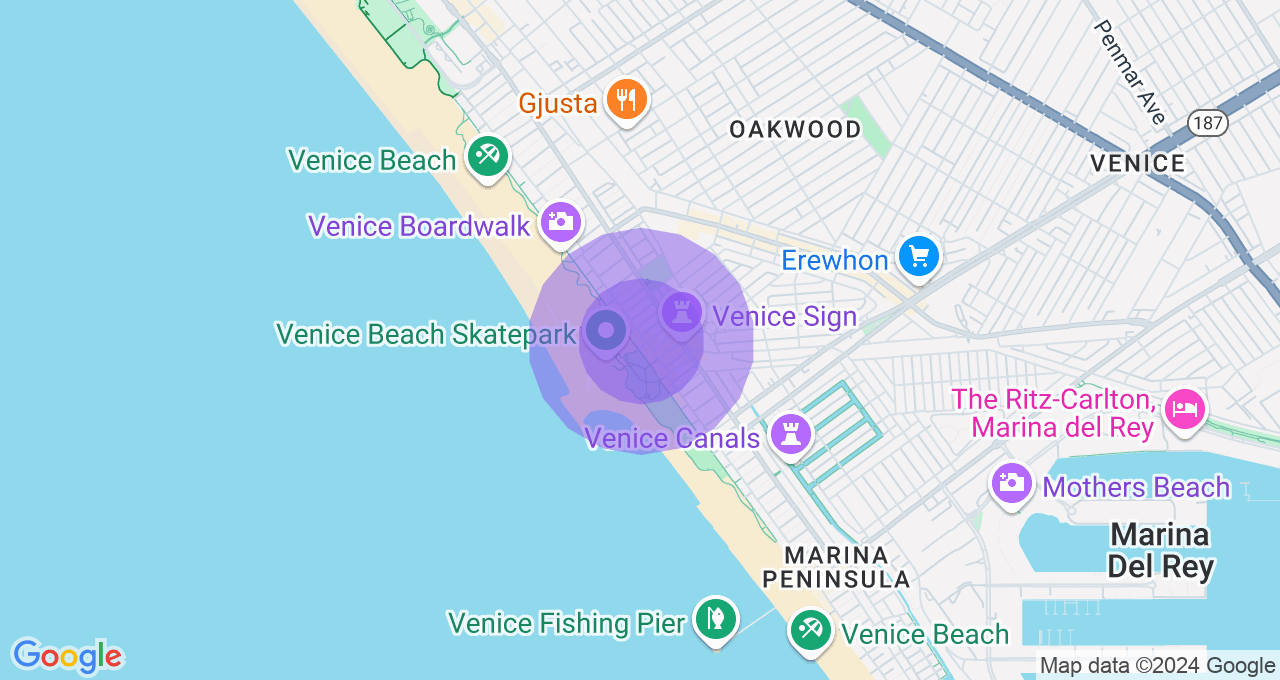 Penmar Ave
Gjusta
OAKWOOD
187
Venice Beach
VENICE
Venice Boardwalk
Erewhon
Venice Sign
Venice Beach Skatepark
The Ritz-Carlton,
Marina del Rey
Venice Canals
Mothers Beach
Marina
Del Rey
MARINA
PENINSULA
Venice Fishing Pier
Venice Beach
Google
Map data ©2024 Google